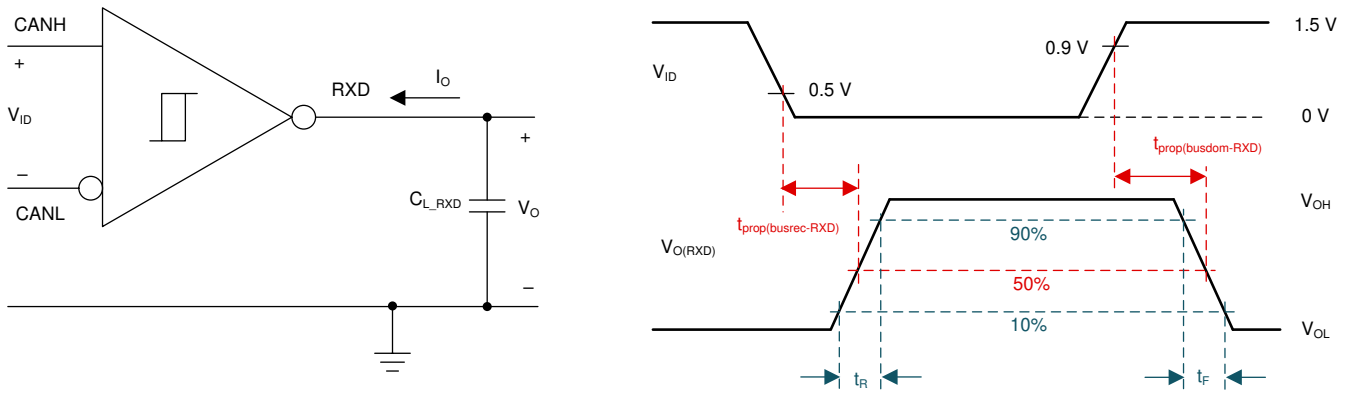 CANH
+
V_ID
–
CANL
RXD
I_O
C_L_RXD
+
V_O
–
V_ID
0.5 V
0.9 V
1.5 V
0 V
t_prop(busrec-RXD)
t_prop(busdom-RXD)
V_O(RXD)
90%
50%
10%
V_OH
V_OL
t_R
t_F